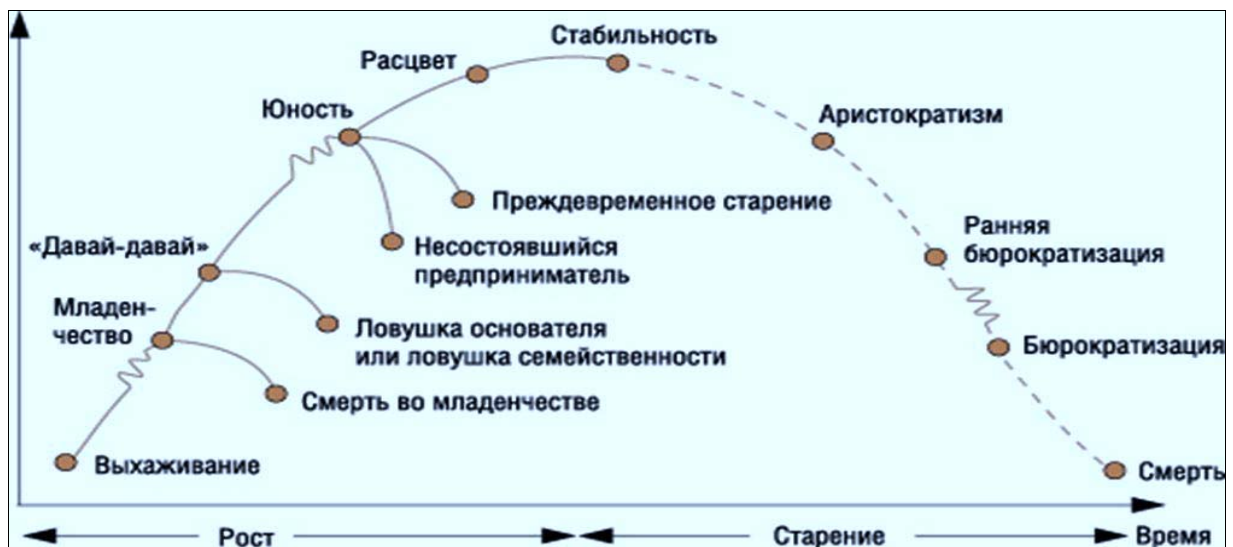 Стабильность
Расцвет
Юность
Аристократизм
Преждевременное старение
Несостоявшийся
предприниматель
Ранняя
бюрократизация
«Давай-давай»
Младен-
чество
Ловушка основателя
или ловушка семейственности
Бюрократизация
Смерть во младенчестве
Выхаживание
Смерть
Рост
Старение
Время